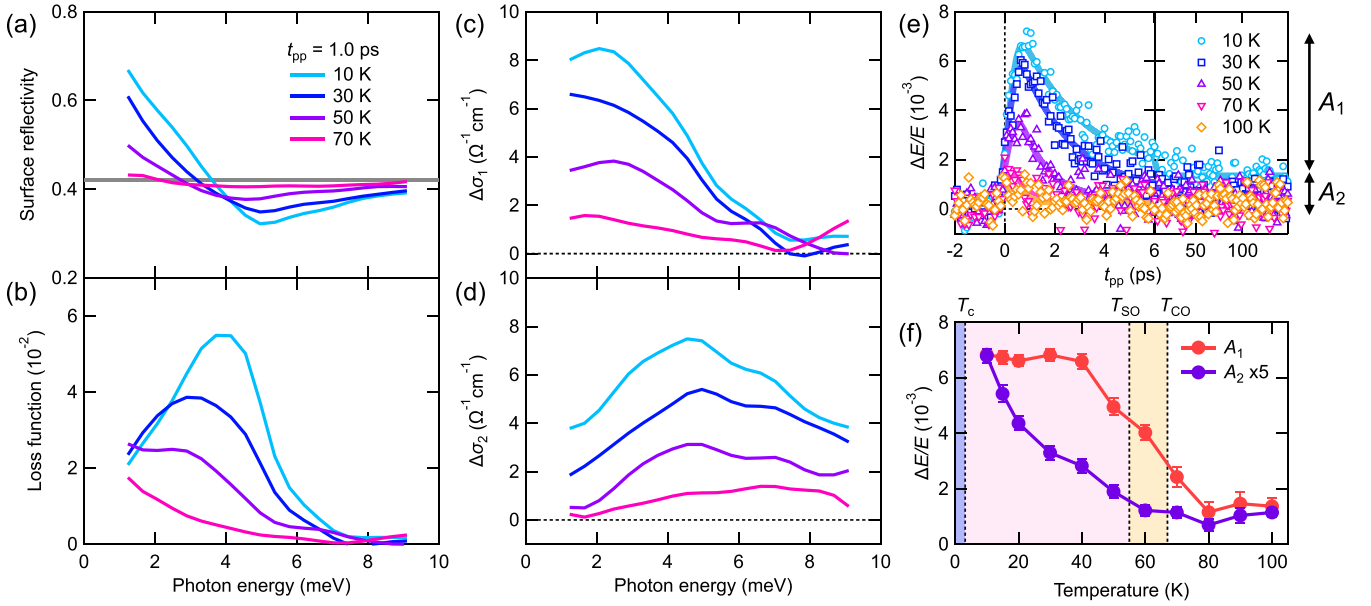 (a)
0.8
0.6
0.4
0.2
Surface reflectivity
t_pp = 1.0 ps
10 K
30 K
50 K
70 K
(b)
6
4
2
0
Loss function (10⁻²)
0 2 4 6 8 10
Photon energy (meV)
(c)
10
8
6
4
2
0
Δσ₁ (Ω⁻¹ cm⁻¹)
(d)
10
8
6
4
2
0
Δσ₂ (Ω⁻¹ cm⁻¹)
0 2 4 6 8 10
Photon energy (meV)
(e)
8
6
4
2
0
ΔE/E (10⁻³)
10 K
30 K
50 K
70 K
100 K
A₁
A₂
-2 0 2 4 6 50 100
t_pp (ps)
(f)
T_c T_SO T_CO
8
6
4
2
0
ΔE/E (10⁻³)
A₁
A₂ x5
0 20 40 60 80 100
Temperature (K)